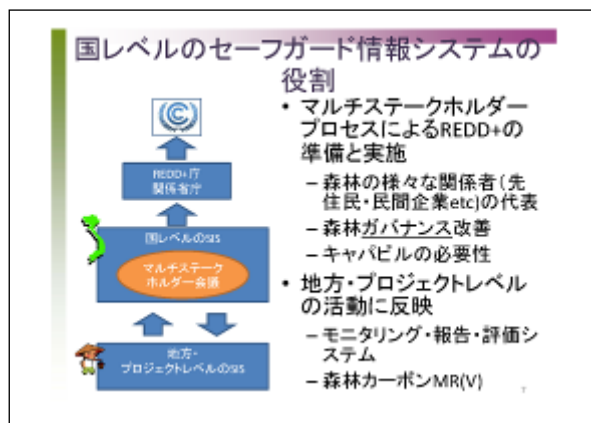 国レベルのセーフガード情報システムの
役割
REDD+庁
関係省庁
国レベルのSIS
マルチステーク
ホルダー会議
地方・
プロジェクトレベルのSIS
• マルチステークホルダー
プロセスによるREDD+の
準備と実施
– 森林の様々な関係者(先
住民・民間企業etc)の代表
– 森林ガバナンス改善
– キャパビルの必要性
• 地方・プロジェクトレベル
の活動に反映
– モニタリング・報告・評価シ
ステム
– 森林カーボンMR(V)